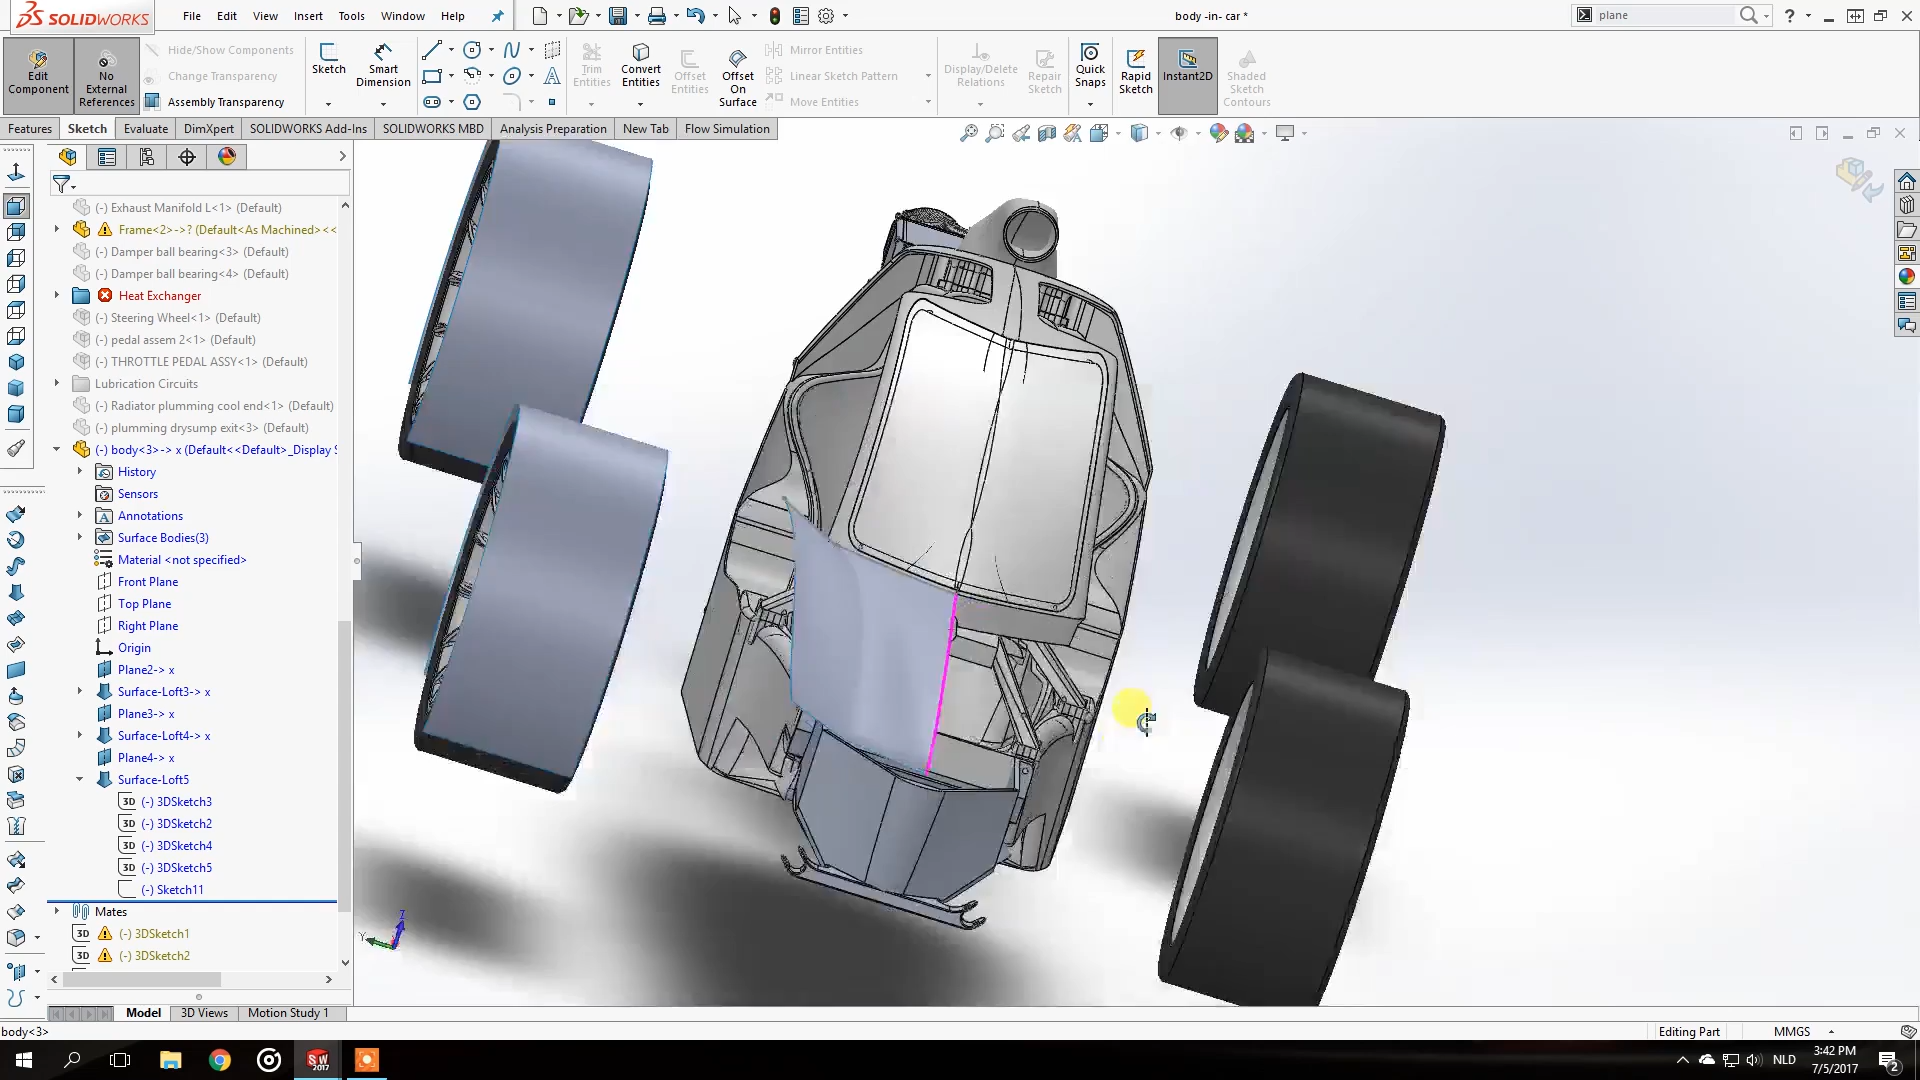 SOLIDWORKS
File Edit View Insert Tools Window Help
body -in- car *
plane
Edit Component
No External References
Hide/Show Components
Change Transparency
Assembly Transparency
Sketch
Smart Dimension
Trim Entities
Convert Entities
Offset Entities
Offset On Surface
Mirror Entities
Linear Sketch Pattern
Move Entities
Display/Delete Relations
Repair Sketch
Quick Snaps
Rapid Sketch
Instant2D
Shaded Sketch Contours
Features Sketch Evaluate DimXpert SOLIDWORKS Add-Ins SOLIDWORKS MBD Analysis Preparation New Tab Flow Simulation
(-) Exhaust Manifold L<1> (Default)
Frame<2>->? (Default<As Machined><<
(-) Damper ball bearing<3> (Default)
(-) Damper ball bearing<4> (Default)
Heat Exchanger
(-) Steering Wheel<1> (Default)
(-) pedal assem 2<1> (Default)
(-) THROTTLE PEDAL ASSY<1> (Default)
Lubrication Circuits
(-) Radiator plumming cool end<1> (Default)
(-) plumming drysump exit<3> (Default)
(-) body<3>-> x (Default<<Default>_Display S
History
Sensors
A Annotations
Surface Bodies(3)
Material <not specified>
Front Plane
Top Plane
Right Plane
Origin
Plane2-> x
Surface-Loft3-> x
Plane3-> x
Surface-Loft4-> x
Plane4-> x
Surface-Loft5
3D (-) 3DSketch3
3D (-) 3DSketch2
3D (-) 3DSketch4
3D (-) 3DSketch5
(-) Sketch11
Mates
3D (-) 3DSketch1
3D (-) 3DSketch2
Z
Y
Model 3D Views Motion Study 1
body<3>
Editing Part
MMGS
SW 2017
NLD
3:42 PM
7/5/2017
2